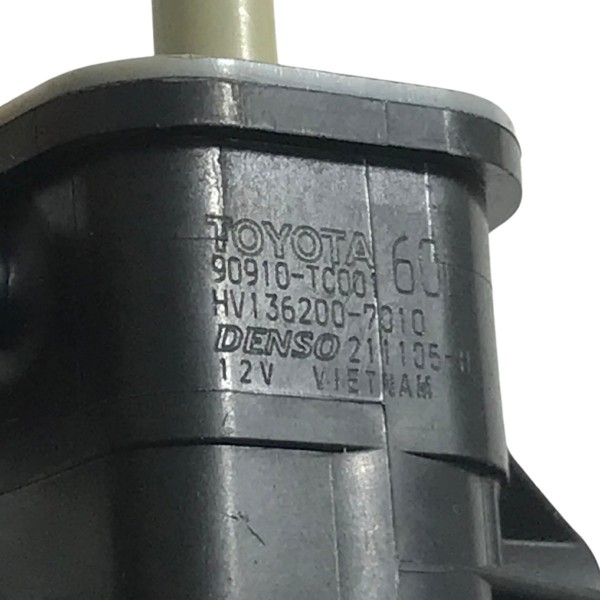 TOYOTA 60
90910-TC001
HV136200-7010
DENSO 211105-
12V VIETNAM